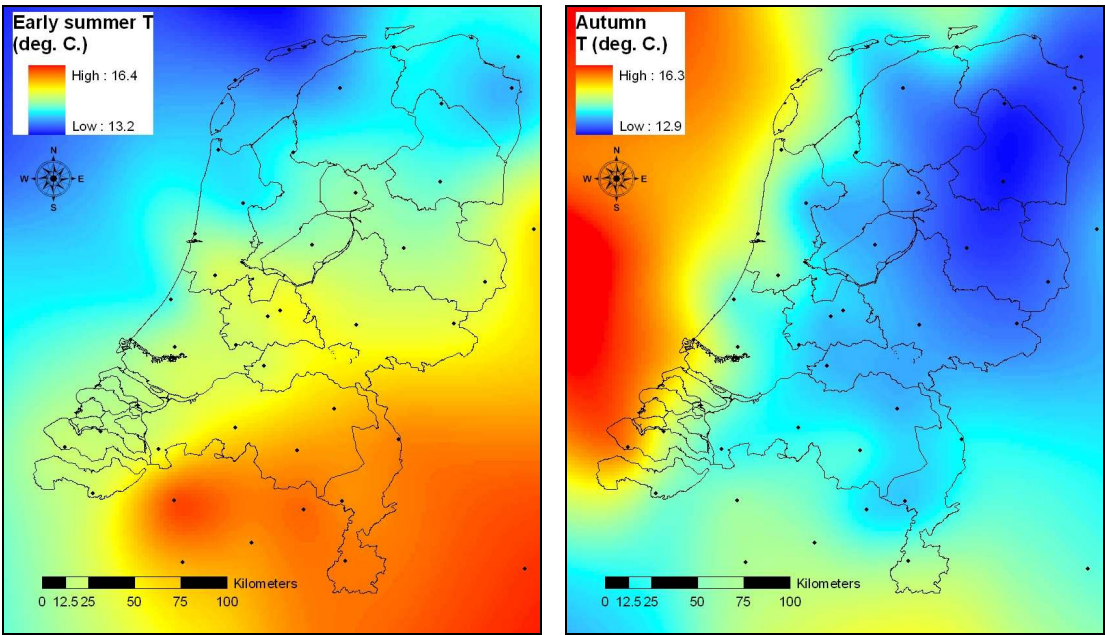 Early summer T
(deg. C.)
High : 16.4
Low : 13.2
N
W E
S
Kilometers
0 12.5 25 50 75 100
Autumn
T (deg. C.)
High : 16.3
Low : 12.9
N
W E
S
Kilometers
0 12.5 25 50 75 100